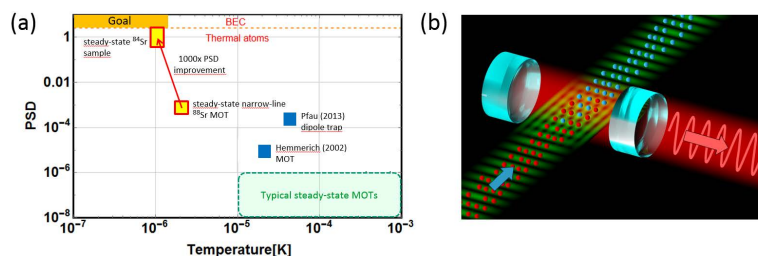 (a)
Goal
BEC
Thermal atoms
1
0.01
10⁻⁴
10⁻⁶
10⁻⁸
PSD
steady-state ⁸⁴Sr
sample
1000x PSD
improvement
steady-state narrow-line
⁸⁸Sr MOT
Pfau (2013)
dipole trap
Hemmerich (2002)
MOT
Typical steady-state MOTs
10⁻⁷ 10⁻⁶ 10⁻⁵ 10⁻⁴ 10⁻³
Temperature[K]
(b)